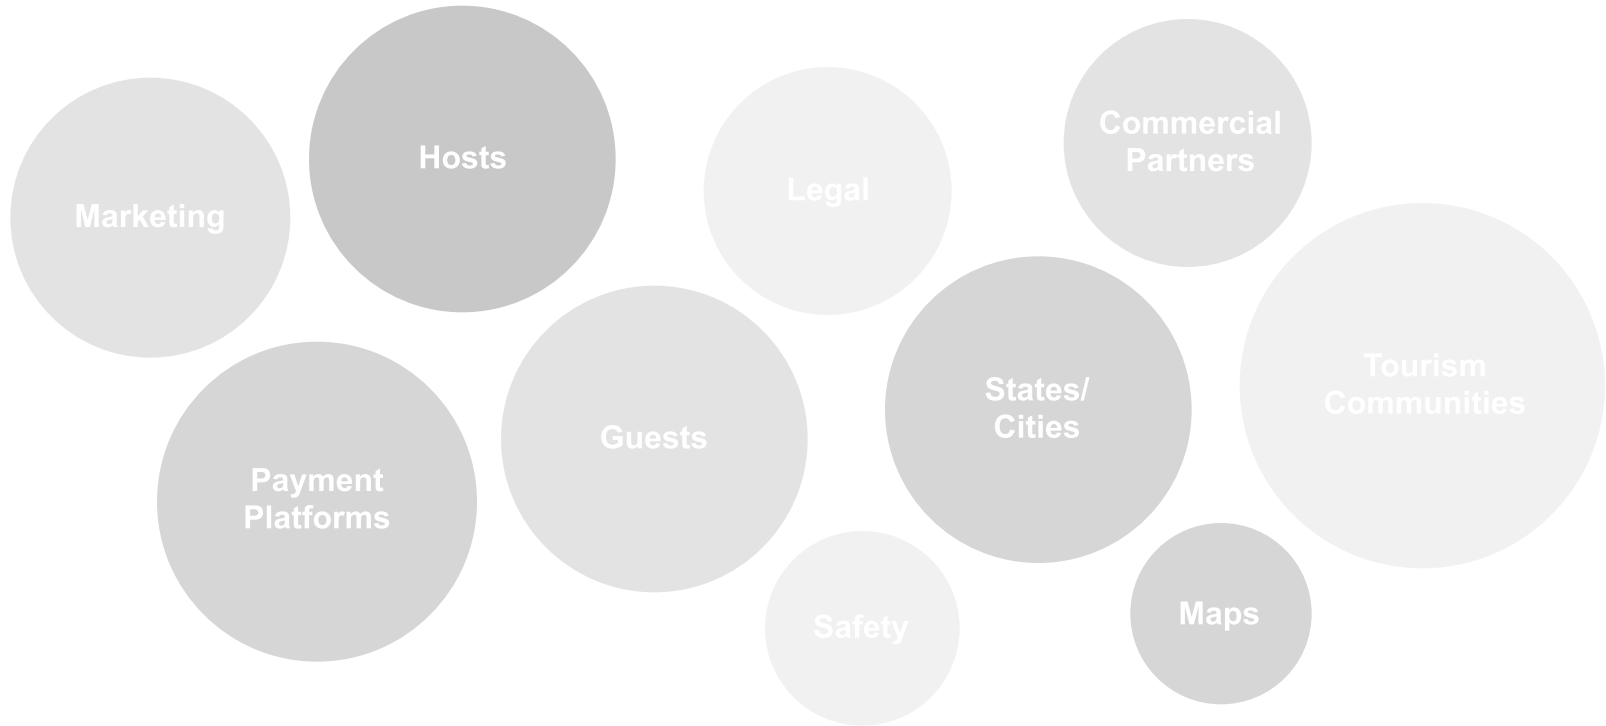 Marketing
Hosts
Legal
Commercial
Partners
Payment
Platforms
Guests
States/
Cities
Tourism
Communities
Safety
Maps